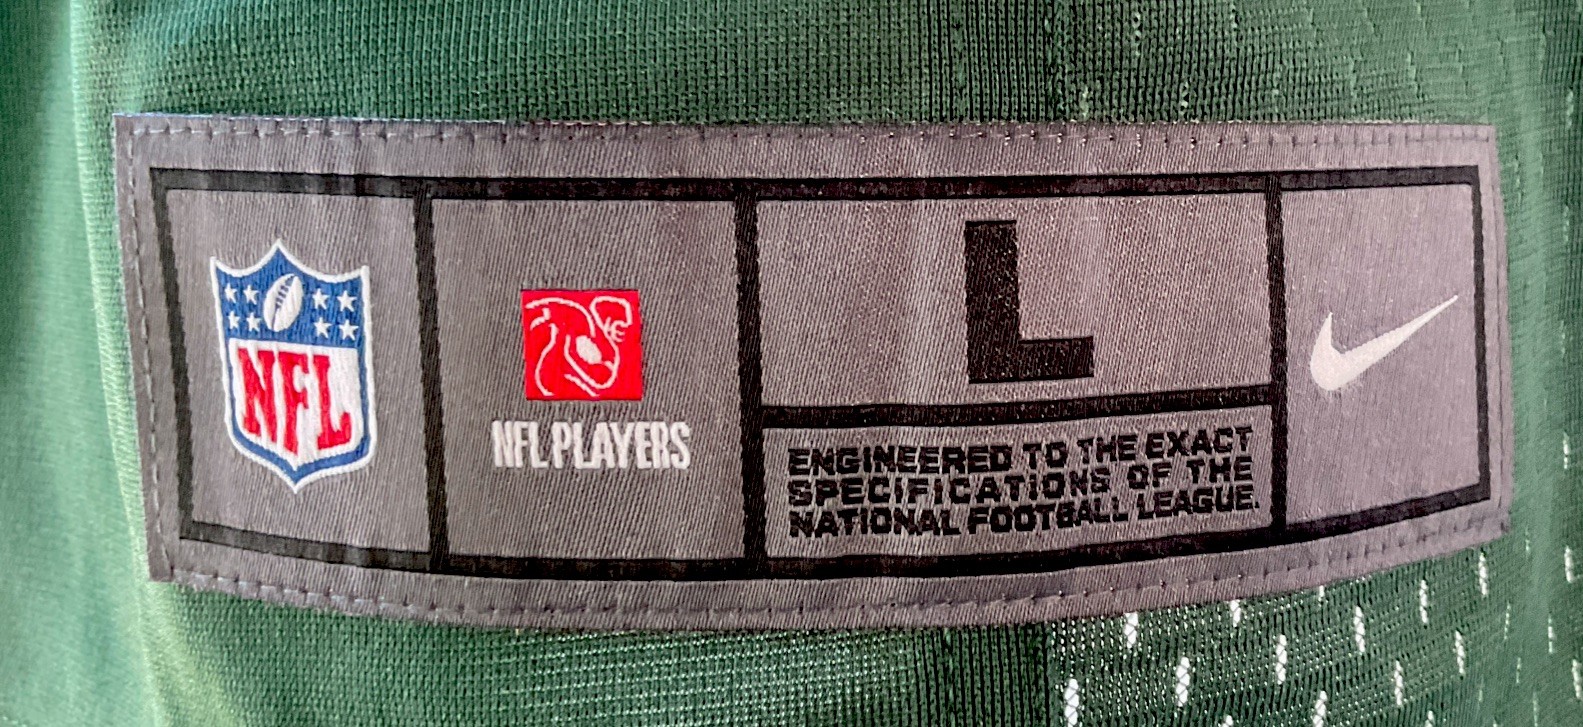 NFL
NFL PLAYERS
L
ENGINEERED TO THE EXACT
SPECIFICATIONS OF THE
NATIONAL FOOTBALL LEAGUE.